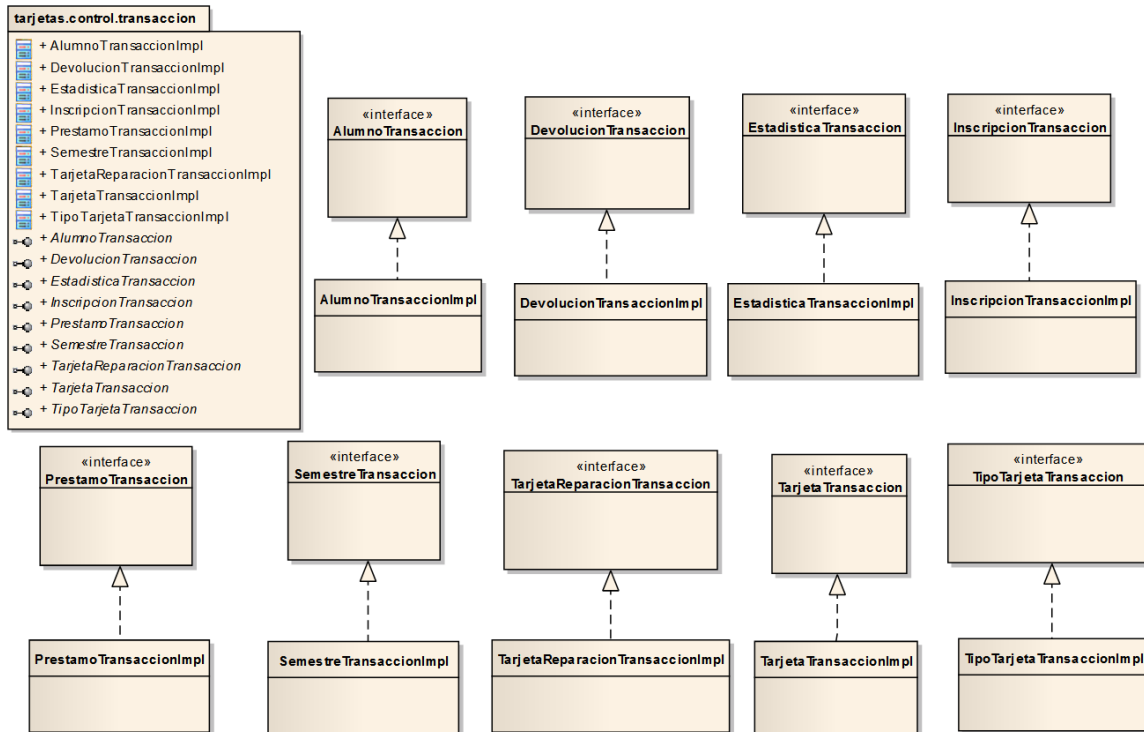 tarjetas.control.transaccion
+ AlumnoTransaccionImpl
+ DevolucionTransaccionImpl
+ EstadisticaTransaccionImpl
+ InscripcionTransaccionImpl
+ PrestamoTransaccionImpl
+ SemestreTransaccionImpl
+ TarjetaReparacionTransaccionImpl
+ TarjetaTransaccionImpl
+ TipoTarjetaTransaccionImpl
+ AlumnoTransaccion
+ DevolucionTransaccion
+ EstadisticaTransaccion
+ InscripcionTransaccion
+ PrestamoTransaccion
+ SemestreTransaccion
+ TarjetaReparacionTransaccion
+ TarjetaTransaccion
+ TipoTarjetaTransaccion
«interface»
AlumnoTransaccion
«interface»
DevolucionTransaccion
«interface»
EstadisticaTransaccion
«interface»
InscripcionTransaccion
AlumnoTransaccionImpl
DevolucionTransaccionImpl
EstadisticaTransaccionImpl
InscripcionTransaccionImpl
«interface»
PrestamoTransaccion
«interface»
SemestreTransaccion
«interface»
TarjetaReparacionTransaccion
«interface»
TarjetaTransaccion
«interface»
TipoTarjetaTransaccion
PrestamoTransaccionImpl
SemestreTransaccionImpl
TarjetaReparacionTransaccionImpl
TarjetaTransaccionImpl
TipoTarjetaTransaccionImpl